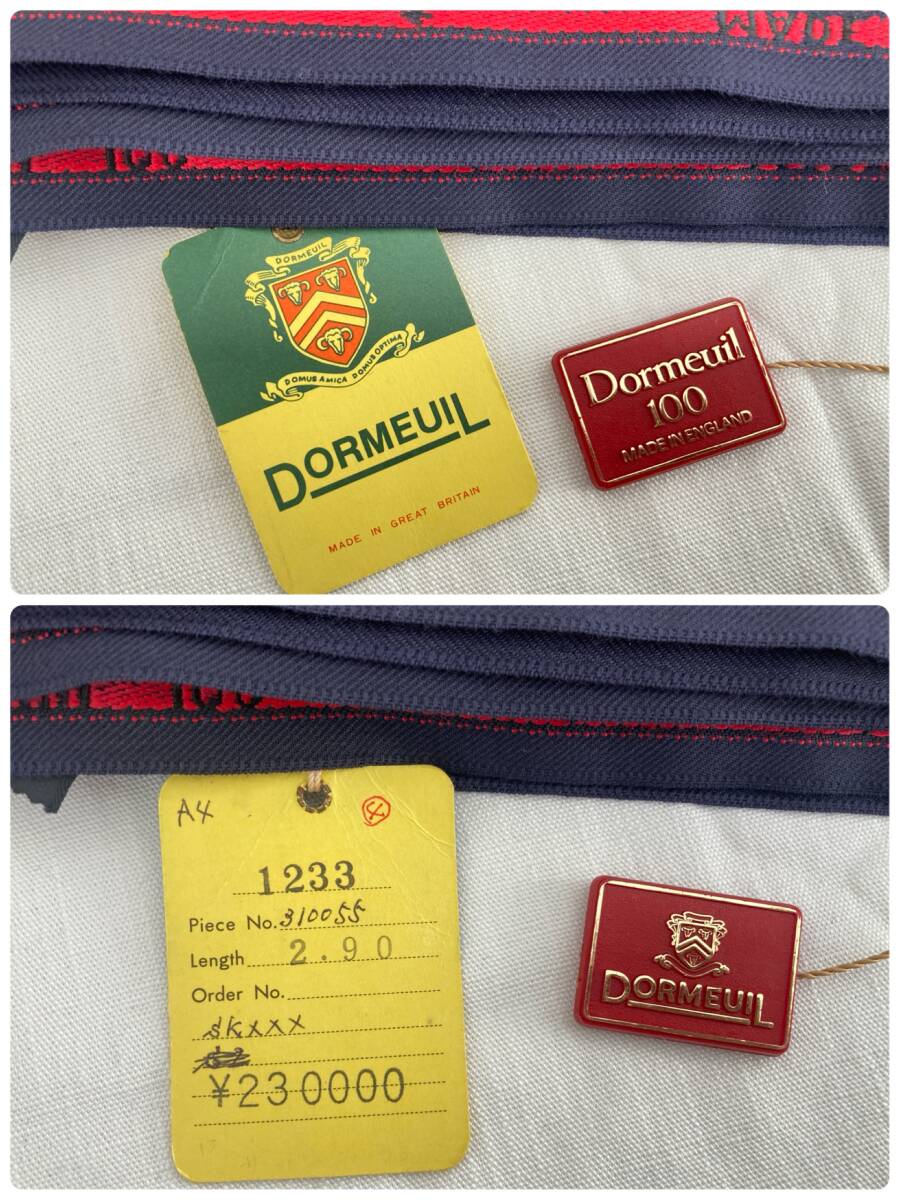 DORMEUIL
DOMUS AMICA DOMUS OPTIMA
DORMEUIL
MADE IN GREAT BRITAIN
Dormeuil
100
MADE IN ENGLAND
A4
1233
Piece No. 310055
Length 2.90
Order No.
skxxx
¥230000
DORMEUIL